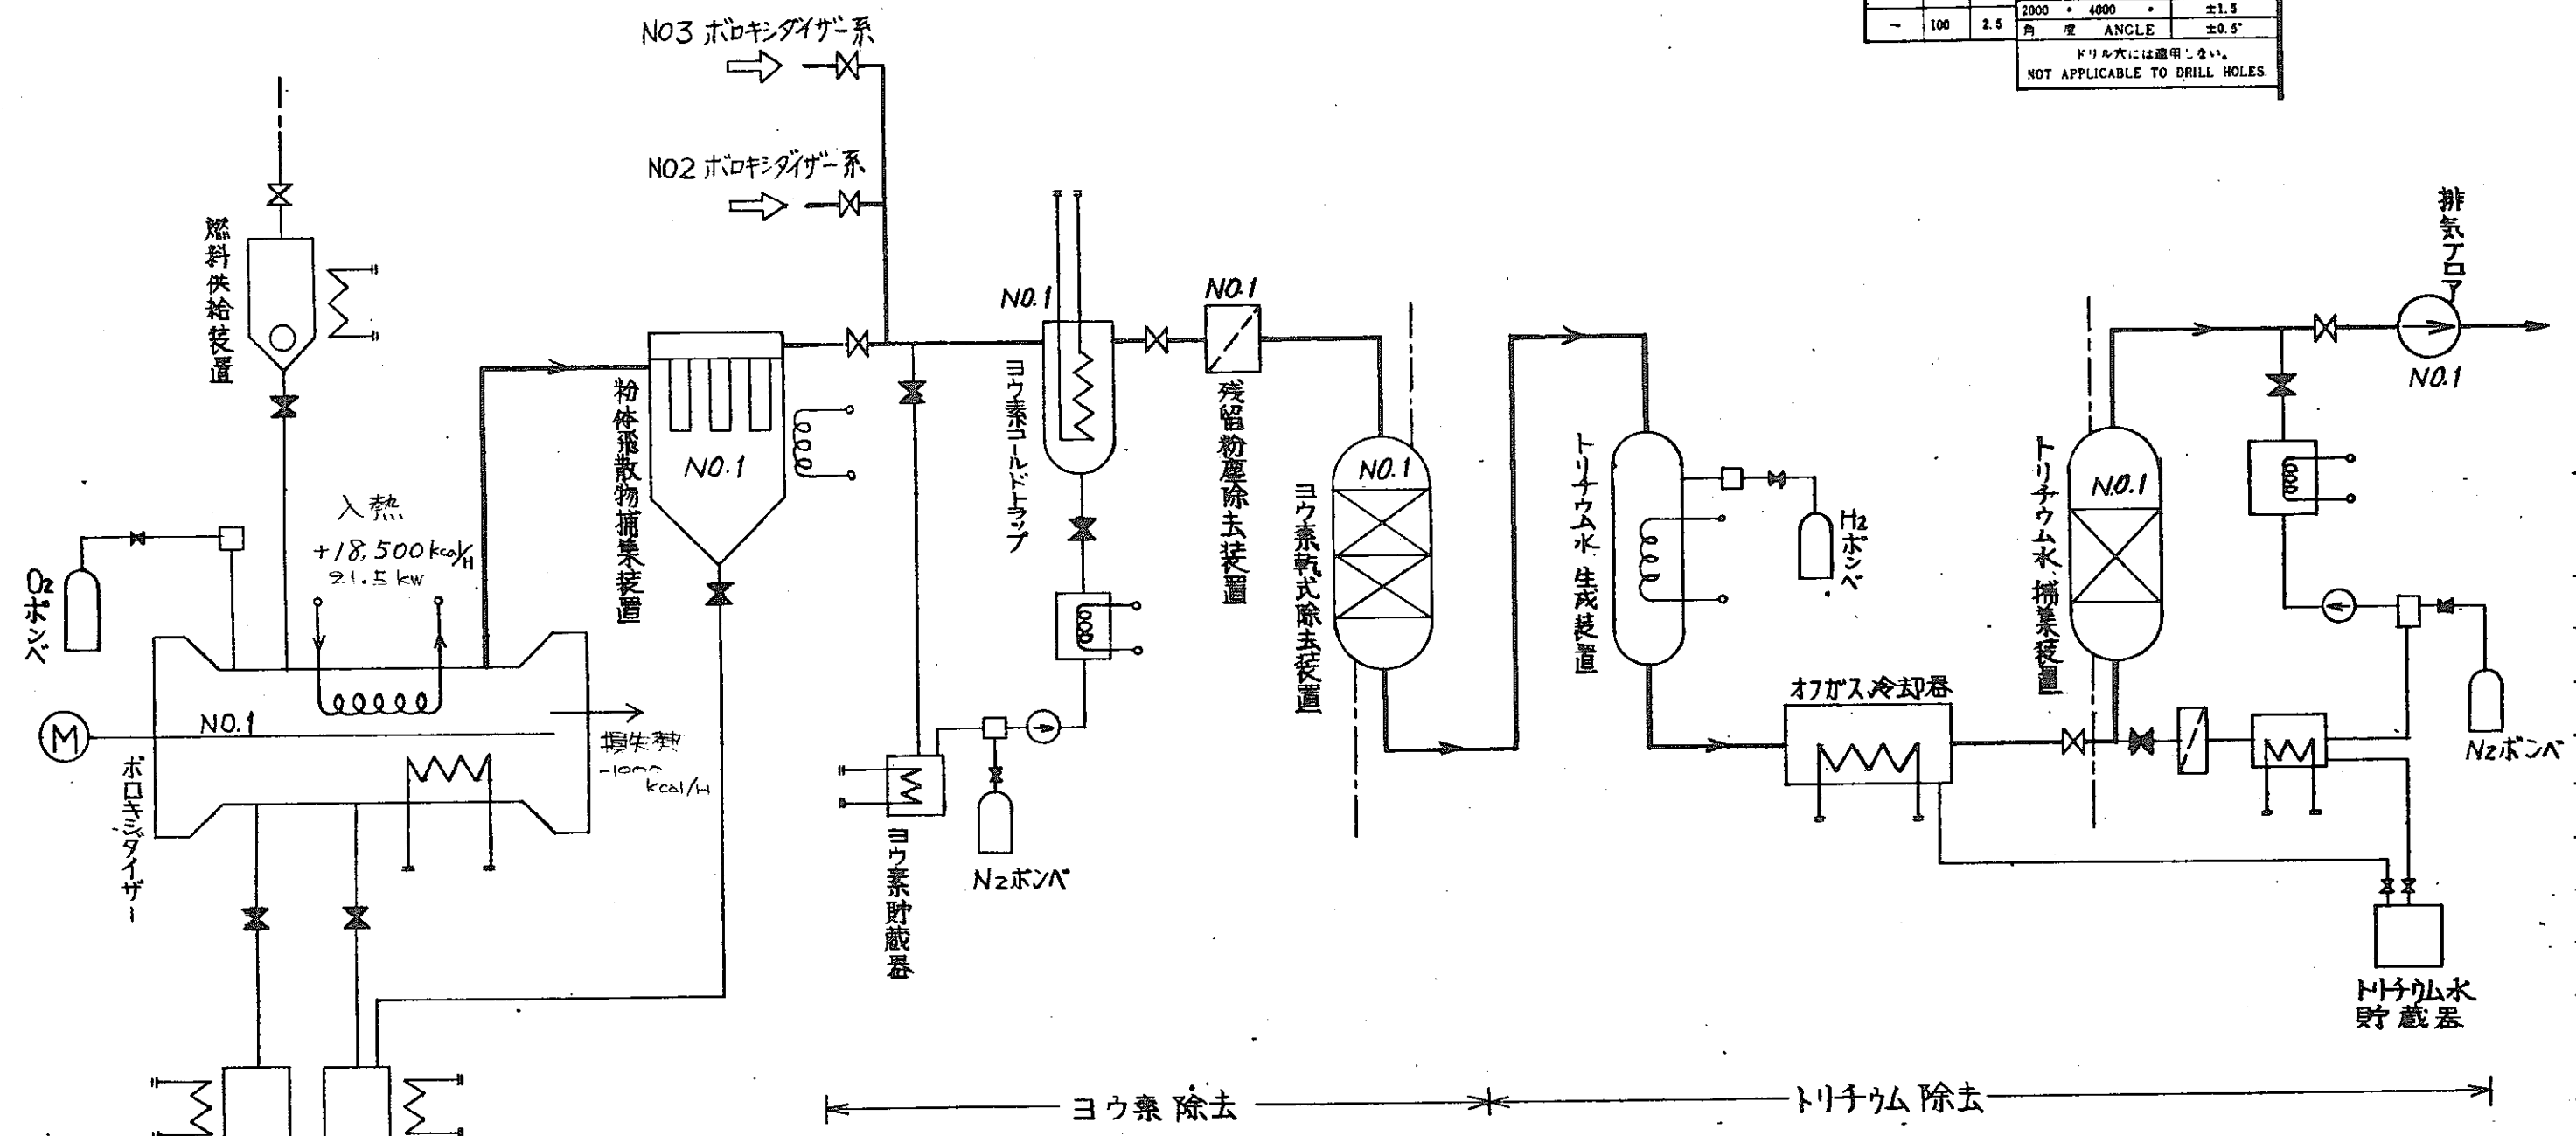 2000 • 4000 • ±1.5
~ 100 2.5 角 度 ANGLE ±0.5°
ドリル穴には適用しない。
NOT APPLICABLE TO DRILL HOLES.
NO3 ボロキシダイザー系
NO2 ボロキシダイザー系
燃料供給装置
入熱
+18,500 kcal/H
21.5 kw
O2
ボンベ
M
NO.1
ボロキシダイザー
損失熱
kcal/H
粉体飛散物捕集装置
NO.1
NO.1
ヨウ素コールドトラップ
NO.1
残留粉塵除去装置
ヨウ素貯蔵器
N2ボンベ
NO.1
ヨウ素乾式除去装置
トリチウム水生成装置
H2
ボンベ
オフガス冷却器
NO.1
トリチウム水捕集装置
排気ブロア
NO.1
N2ボンベ
トリチウム水
貯蔵器
ヨウ素除去
トリチウム除去